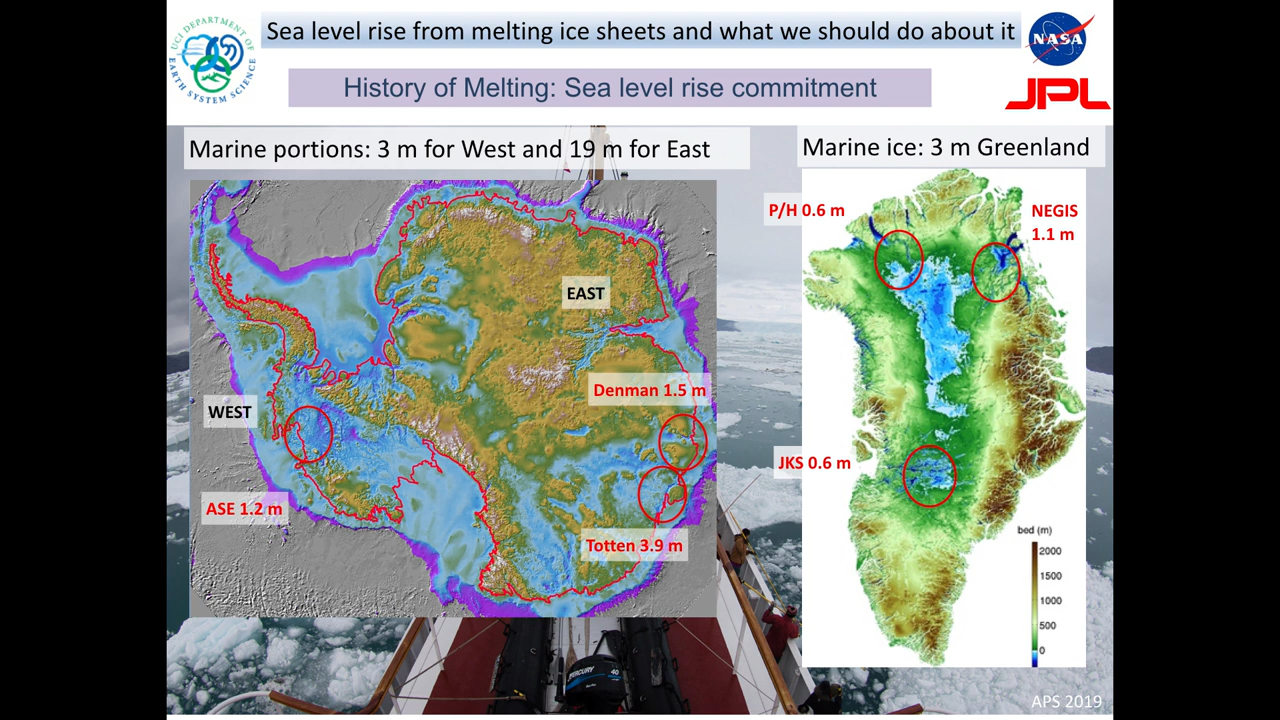 UCI DEPARTMENT OF
EARTH SYSTEM SCIENCE
Sea level rise from melting ice sheets and what we should do about it
NASA
History of Melting: Sea level rise commitment
JPL
Marine portions: 3 m for West and 19 m for East
Marine ice: 3 m Greenland
P/H 0.6 m
NEGIS
1.1 m
EAST
Denman 1.5 m
WEST
JKS 0.6 m
ASE 1.2 m
Totten 3.9 m
bed (m)
2000
1500
1000
500
0
MERCURY
40
APS 2019